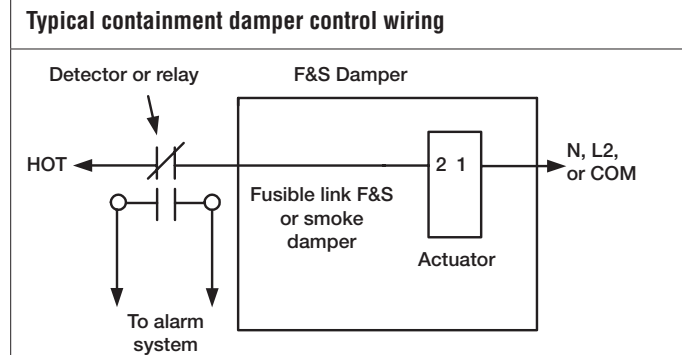 Typical containment damper control wiring
Detector or relay
F&S Damper
HOT
2 1
N, L2,
or COM
Fusible link F&S
or smoke
damper
Actuator
To alarm
system